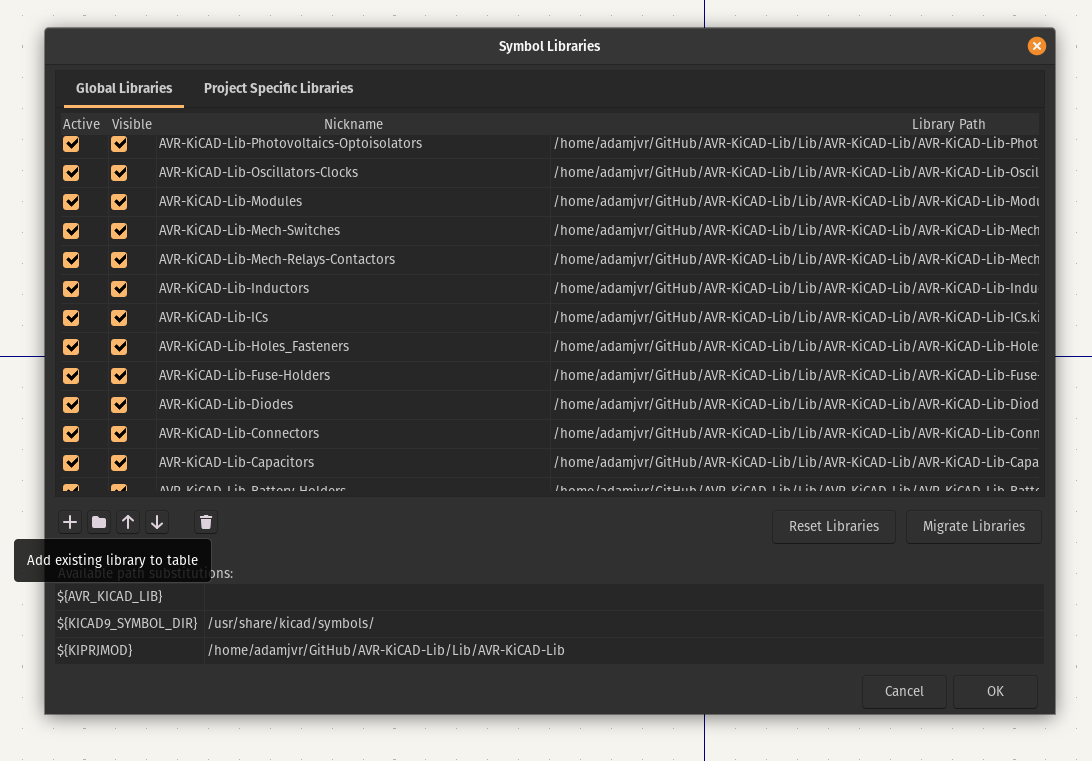 Symbol Libraries
Global Libraries Project Specific Libraries
Active Visible Nickname Library Path
AVR-KiCAD-Lib-Photovoltaics-Optoisolators /home/adamjvr/GitHub/AVR-KiCAD-Lib/Lib/AVR-KiCAD-Lib/AVR-KiCAD-Lib-Phot
AVR-KiCAD-Lib-Oscillators-Clocks /home/adamjvr/GitHub/AVR-KiCAD-Lib/Lib/AVR-KiCAD-Lib/AVR-KiCAD-Lib-Oscil
AVR-KiCAD-Lib-Modules /home/adamjvr/GitHub/AVR-KiCAD-Lib/Lib/AVR-KiCAD-Lib/AVR-KiCAD-Lib-Modu
AVR-KiCAD-Lib-Mech-Switches /home/adamjvr/GitHub/AVR-KiCAD-Lib/Lib/AVR-KiCAD-Lib/AVR-KiCAD-Lib-Mech
AVR-KiCAD-Lib-Mech-Relays-Contactors /home/adamjvr/GitHub/AVR-KiCAD-Lib/Lib/AVR-KiCAD-Lib/AVR-KiCAD-Lib-Mech
AVR-KiCAD-Lib-Inductors /home/adamjvr/GitHub/AVR-KiCAD-Lib/Lib/AVR-KiCAD-Lib/AVR-KiCAD-Lib-Indu
AVR-KiCAD-Lib-ICs /home/adamjvr/GitHub/AVR-KiCAD-Lib/Lib/AVR-KiCAD-Lib/AVR-KiCAD-Lib-ICs.ki
AVR-KiCAD-Lib-Holes_Fasteners /home/adamjvr/GitHub/AVR-KiCAD-Lib/Lib/AVR-KiCAD-Lib/AVR-KiCAD-Lib-Holes
AVR-KiCAD-Lib-Fuse-Holders /home/adamjvr/GitHub/AVR-KiCAD-Lib/Lib/AVR-KiCAD-Lib/AVR-KiCAD-Lib-Fuse-
AVR-KiCAD-Lib-Diodes /home/adamjvr/GitHub/AVR-KiCAD-Lib/Lib/AVR-KiCAD-Lib/AVR-KiCAD-Lib-Diod
AVR-KiCAD-Lib-Connectors /home/adamjvr/GitHub/AVR-KiCAD-Lib/Lib/AVR-KiCAD-Lib/AVR-KiCAD-Lib-Conn
AVR-KiCAD-Lib-Capacitors /home/adamjvr/GitHub/AVR-KiCAD-Lib/Lib/AVR-KiCAD-Lib/AVR-KiCAD-Lib-Capa
AVR-KiCAD-Lib-Battery-Holders /home/adamjvr/GitHub/AVR-KiCAD-Lib/Lib/AVR-KiCAD-Lib/AVR-KiCAD-Lib-Batte
Reset Libraries Migrate Libraries
Add existing library to table
Available path substitutions:
${AVR_KICAD_LIB}
${KICAD9_SYMBOL_DIR} /usr/share/kicad/symbols/
${KIPRJMOD} /home/adamjvr/GitHub/AVR-KiCAD-Lib/Lib/AVR-KiCAD-Lib
Cancel OK